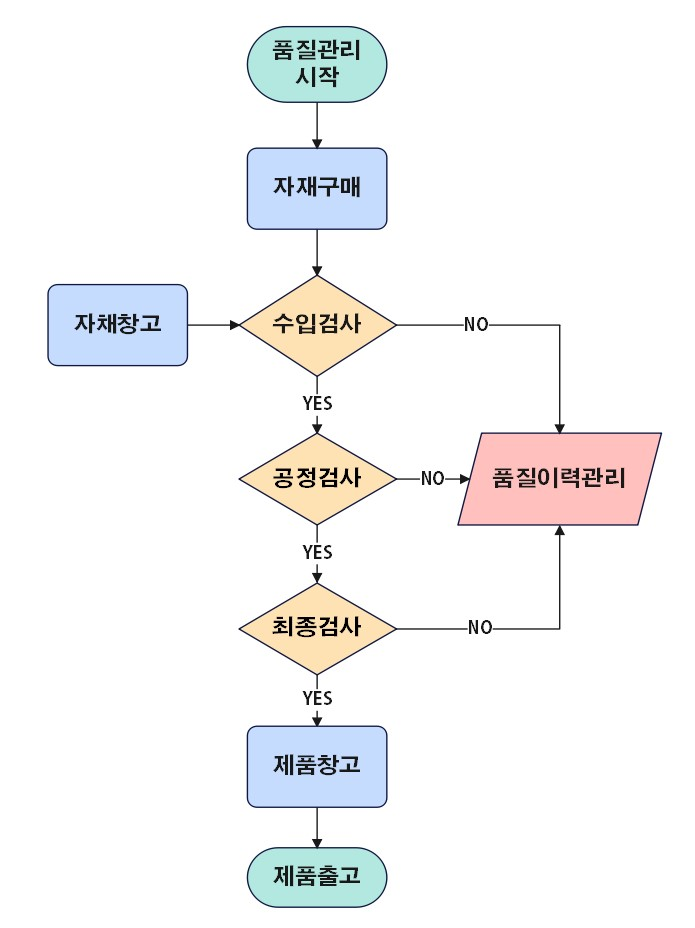 품질관리
시작
자재구매
자채창고
수입검사
NO
YES
공정검사
NO
품질이력관리
YES
최종검사
NO
YES
제품창고
제품출고